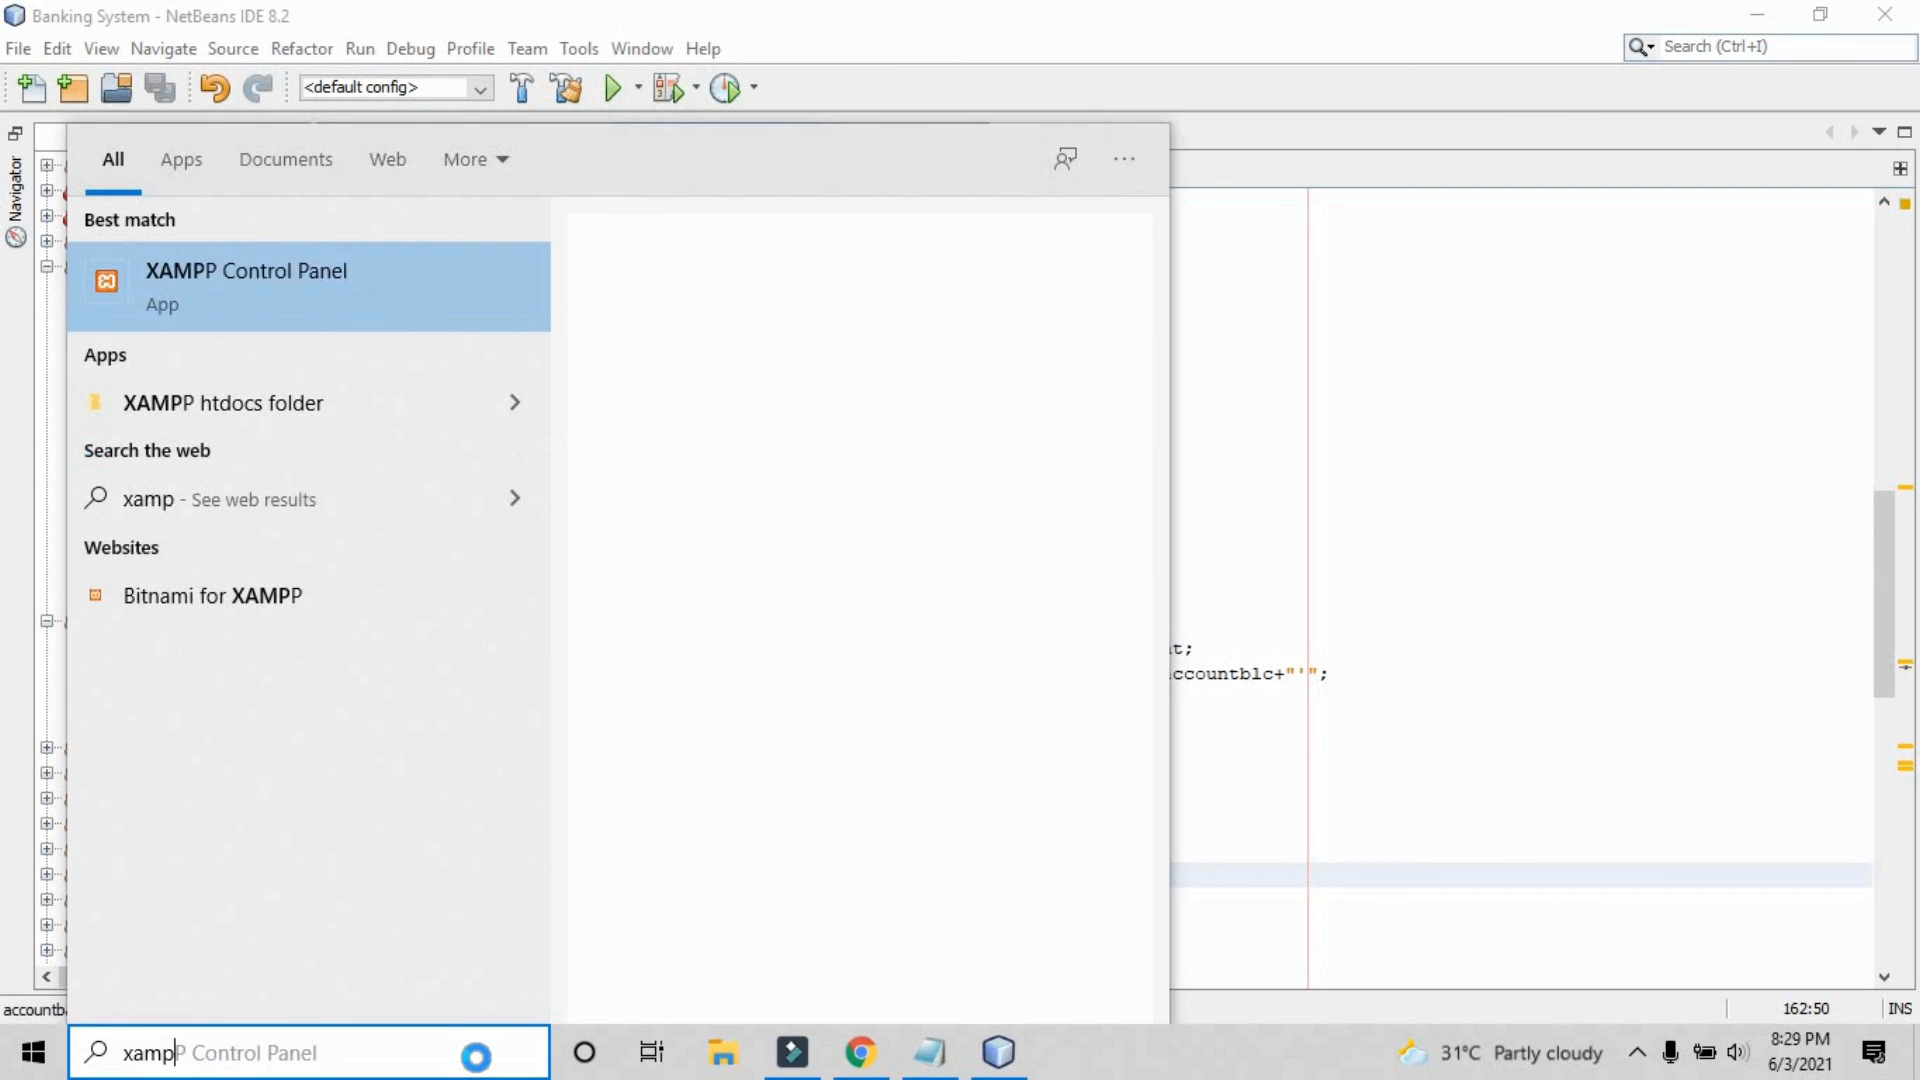 Banking System - NetBeans IDE 8.2
File Edit View Navigate Source Refactor Run Debug Profile Team Tools Window Help
Search (Ctrl+I)
<default config>
Navigator
All Apps Documents Web More
Best match
XAMPP Control Panel
App
Apps
XAMPP htdocs folder
Search the web
xamp - See web results
Websites
Bitnami for XAMPP
t;
ccountblc+"'";
162:50 INS
xampP Control Panel
31°C Partly cloudy
8:29 PM
6/3/2021